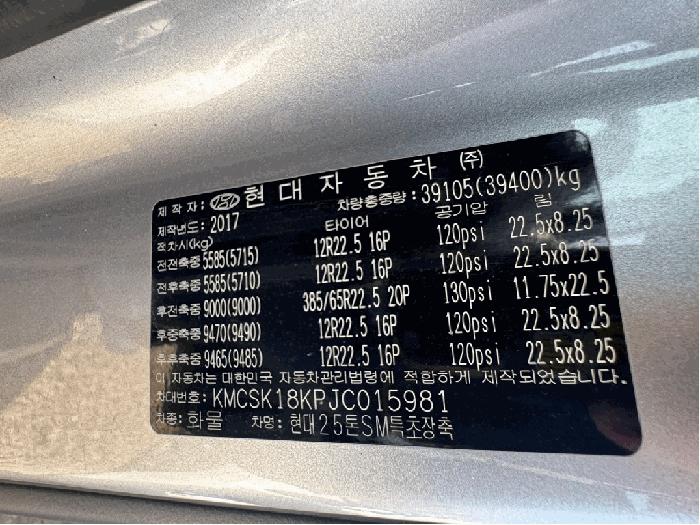 제작자: 현대자동차 ㈜
제작년도: 2017 차량총중량: 39105(39400)kg
적차시(kg) 타이어 공기압 림
전전축중 5585(5715) 12R22.5 16P 120psi 22.5x8.25
전후축중 5585(5710) 12R22.5 16P 120psi 22.5x8.25
후전축중 9000(9000) 385/65R22.5 20P 130psi 11.75x22.5
후중축중 9470(9490) 12R22.5 16P 120psi 22.5x8.25
후후축중 9465(9485) 12R22.5 16P 120psi 22.5x8.25
이 자동차는 대한민국 자동차관리법령에 적합하게 제작되었습니다.
차대번호: KMCSK18KPJC015981
차종: 화물 차명: 현대25톤SM특초장축